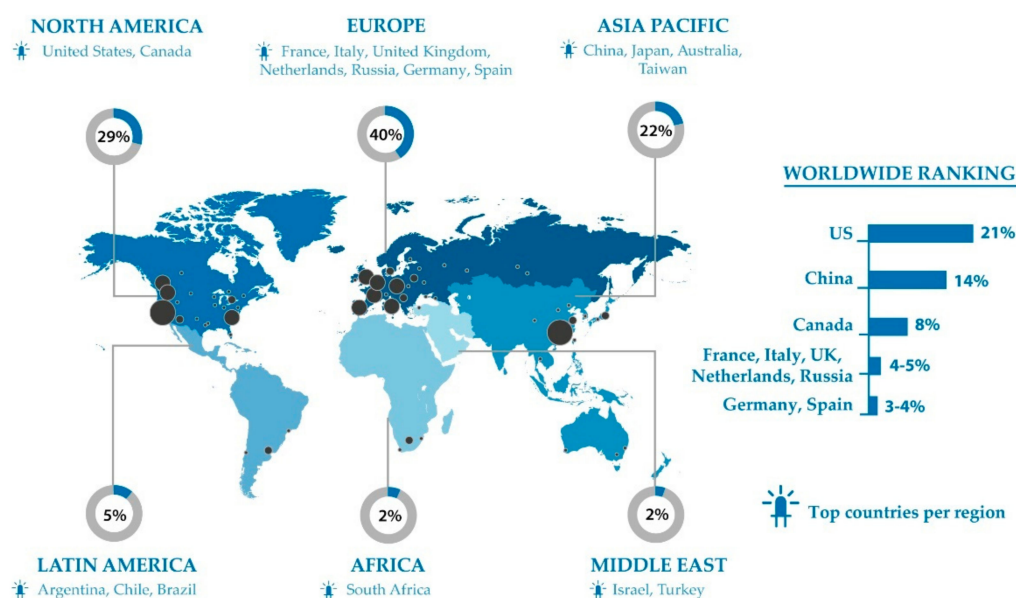 NORTH AMERICA
United States, Canada
EUROPE
France, Italy, United Kingdom,
Netherlands, Russia, Germany, Spain
ASIA PACIFIC
China, Japan, Australia,
Taiwan
29%
40%
22%
WORLDWIDE RANKING
US
21%
China
14%
Canada
8%
France, Italy, UK,
Netherlands, Russia
4-5%
Germany, Spain
3-4%
Top countries per region
5%
2%
2%
LATIN AMERICA
Argentina, Chile, Brazil
AFRICA
South Africa
MIDDLE EAST
Israel, Turkey